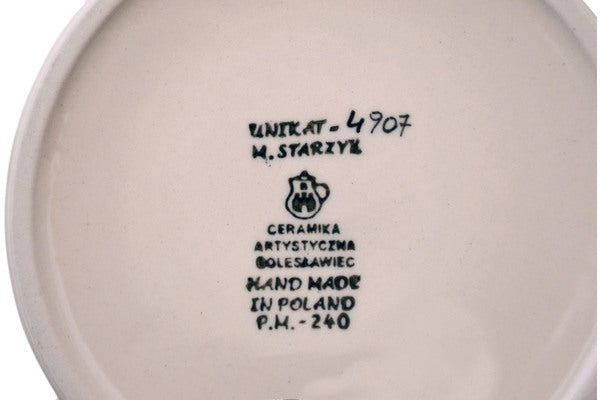 UNIKAT - 4907
M. STARZYK
CERAMIKA
ARTYSTYCZNA
BOLESŁAWIEC
HAND MADE
IN POLAND
P.M. - 240